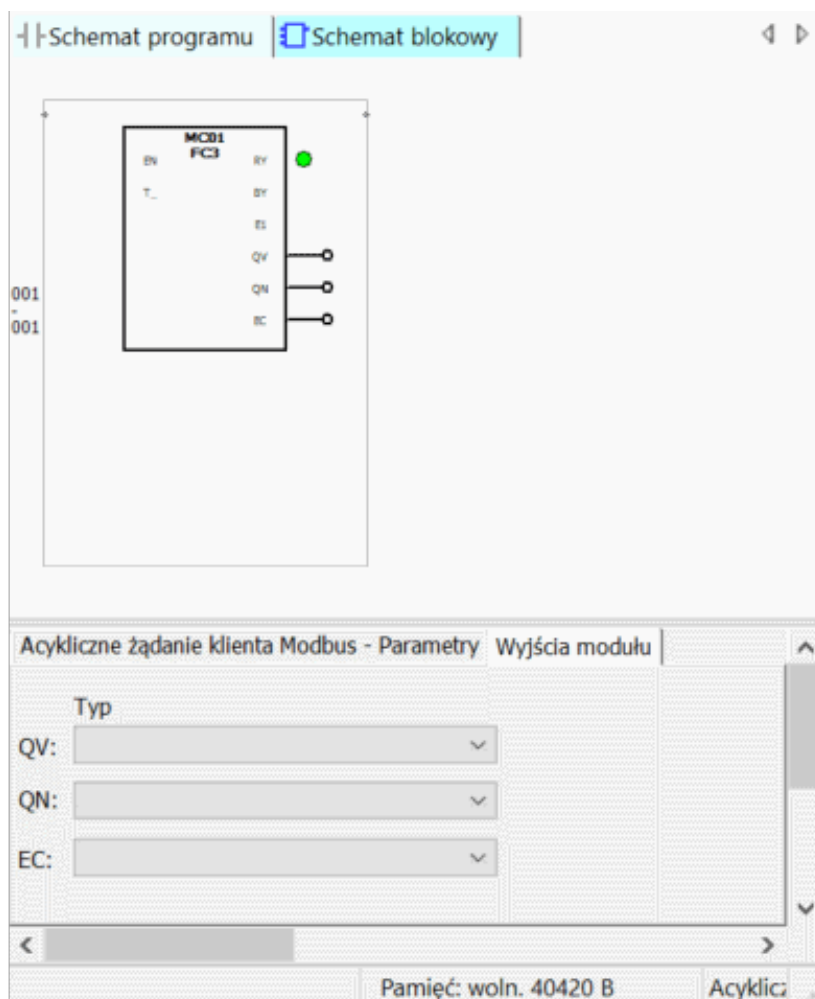 Schemat programu Schemat blokowy
MC01
FC3
EN RY
T_ BY
E1
QV
QN
EC
001
-
001
Acykliczne żądanie klienta Modbus - Parametry Wyjścia modułu
Typ
QV:
QN:
EC:
Pamięć: woln. 40420 B Acyklicz